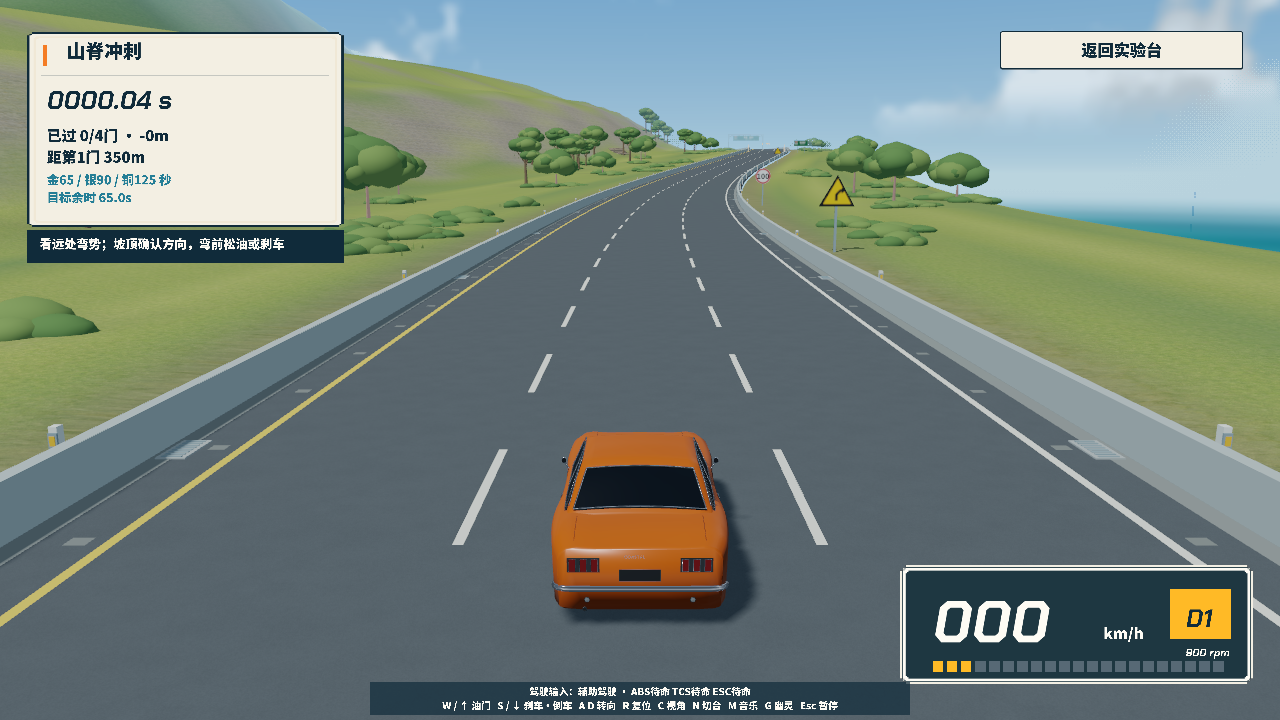 山脊冲刺
0000.04 s
已过 0/4门 · -0m
距第1门 350m
金65 / 银90 / 铜125 秒
目标余时 65.0s
看远处弯势；坡顶确认方向，弯前松油或刹车
返回实验台
100
000 km/h
D1
800 rpm
驾驶输入：辅助驾驶 · ABS待命 TCS待命 ESC待命
W / ↑ 油门 S / ↓ 刹车·倒车 A D 转向 R 复位 C 视角 N 切台 M 音乐 G 幽灵 Esc 暂停